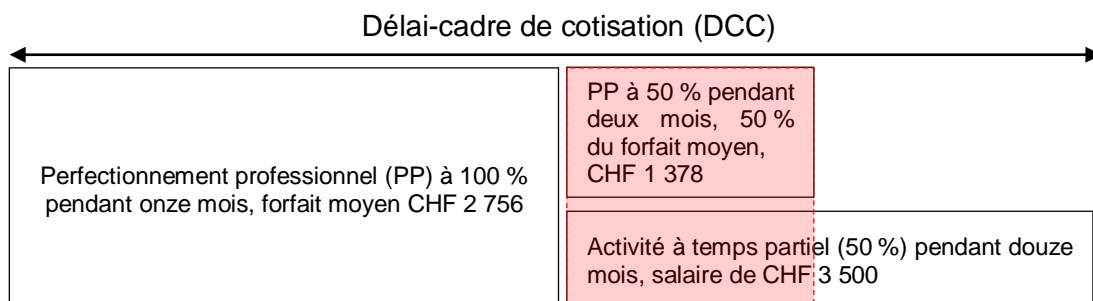 Délai-cadre de cotisation (DCC)
Perfectionnement professionnel (PP) à 100 %
pendant onze mois, forfait moyen CHF 2 756
PP à 50 % pendant
deux mois, 50 %
du forfait moyen,
CHF 1 378
Activité à temps partiel (50 %) pendant douze
mois, salaire de CHF 3 500